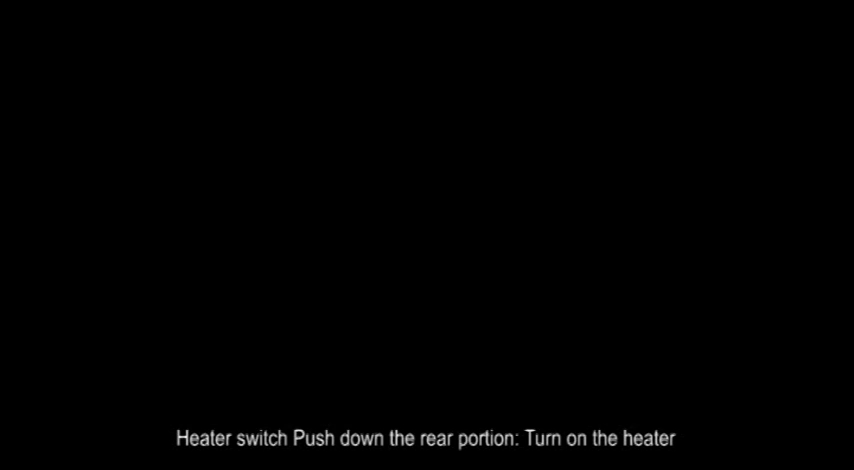 Heater switch Push down the rear portion: Turn on the heater